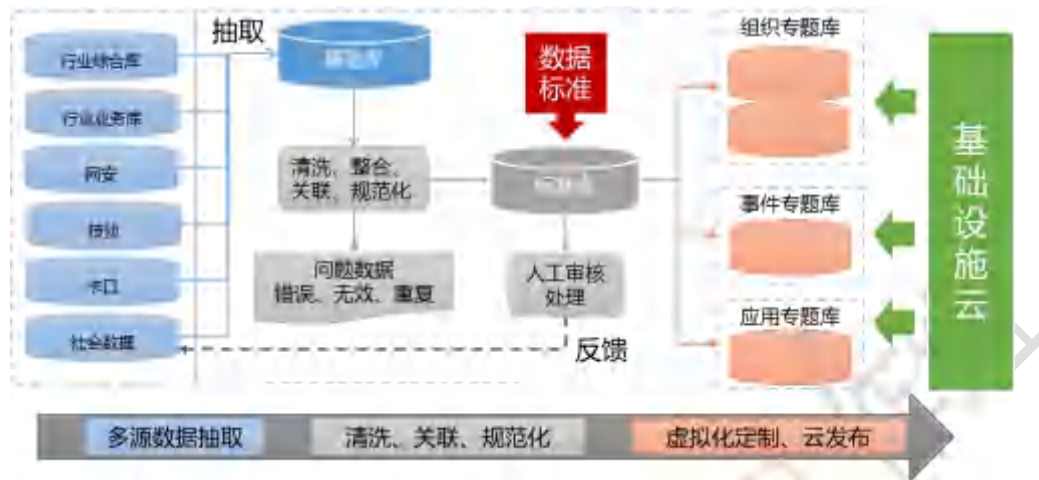 抽取
行业综合库
行业业务库
网安
技侦
卡口
社会数据
清洗、整合、
关联、规范化
问题数据
错误、无效、重复
数据
标准
人工审核
处理
反馈
组织专题库
事件专题库
应用专题库
基础设施云
多源数据抽取
清洗、关联、规范化
虚拟化定制、云发布